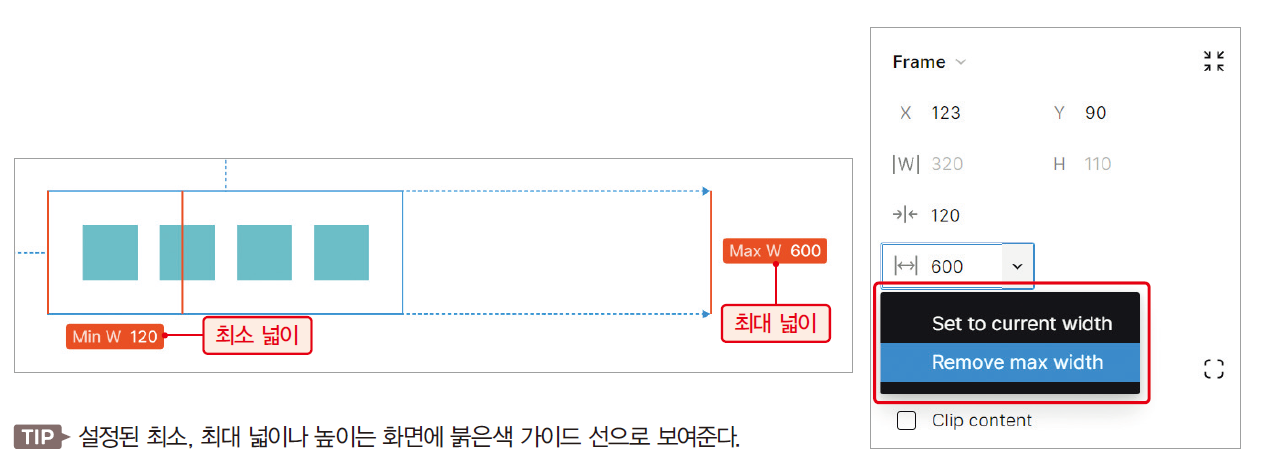 Min W 120
최소 넓이
Max W 600
최대 넓이
TIP 설정된 최소, 최대 넓이나 높이는 화면에 붉은색 가이드 선으로 보여준다.
Frame
X 123 Y 90
|W| 320 H 110
120
600
Set to current width
Remove max width
Clip content